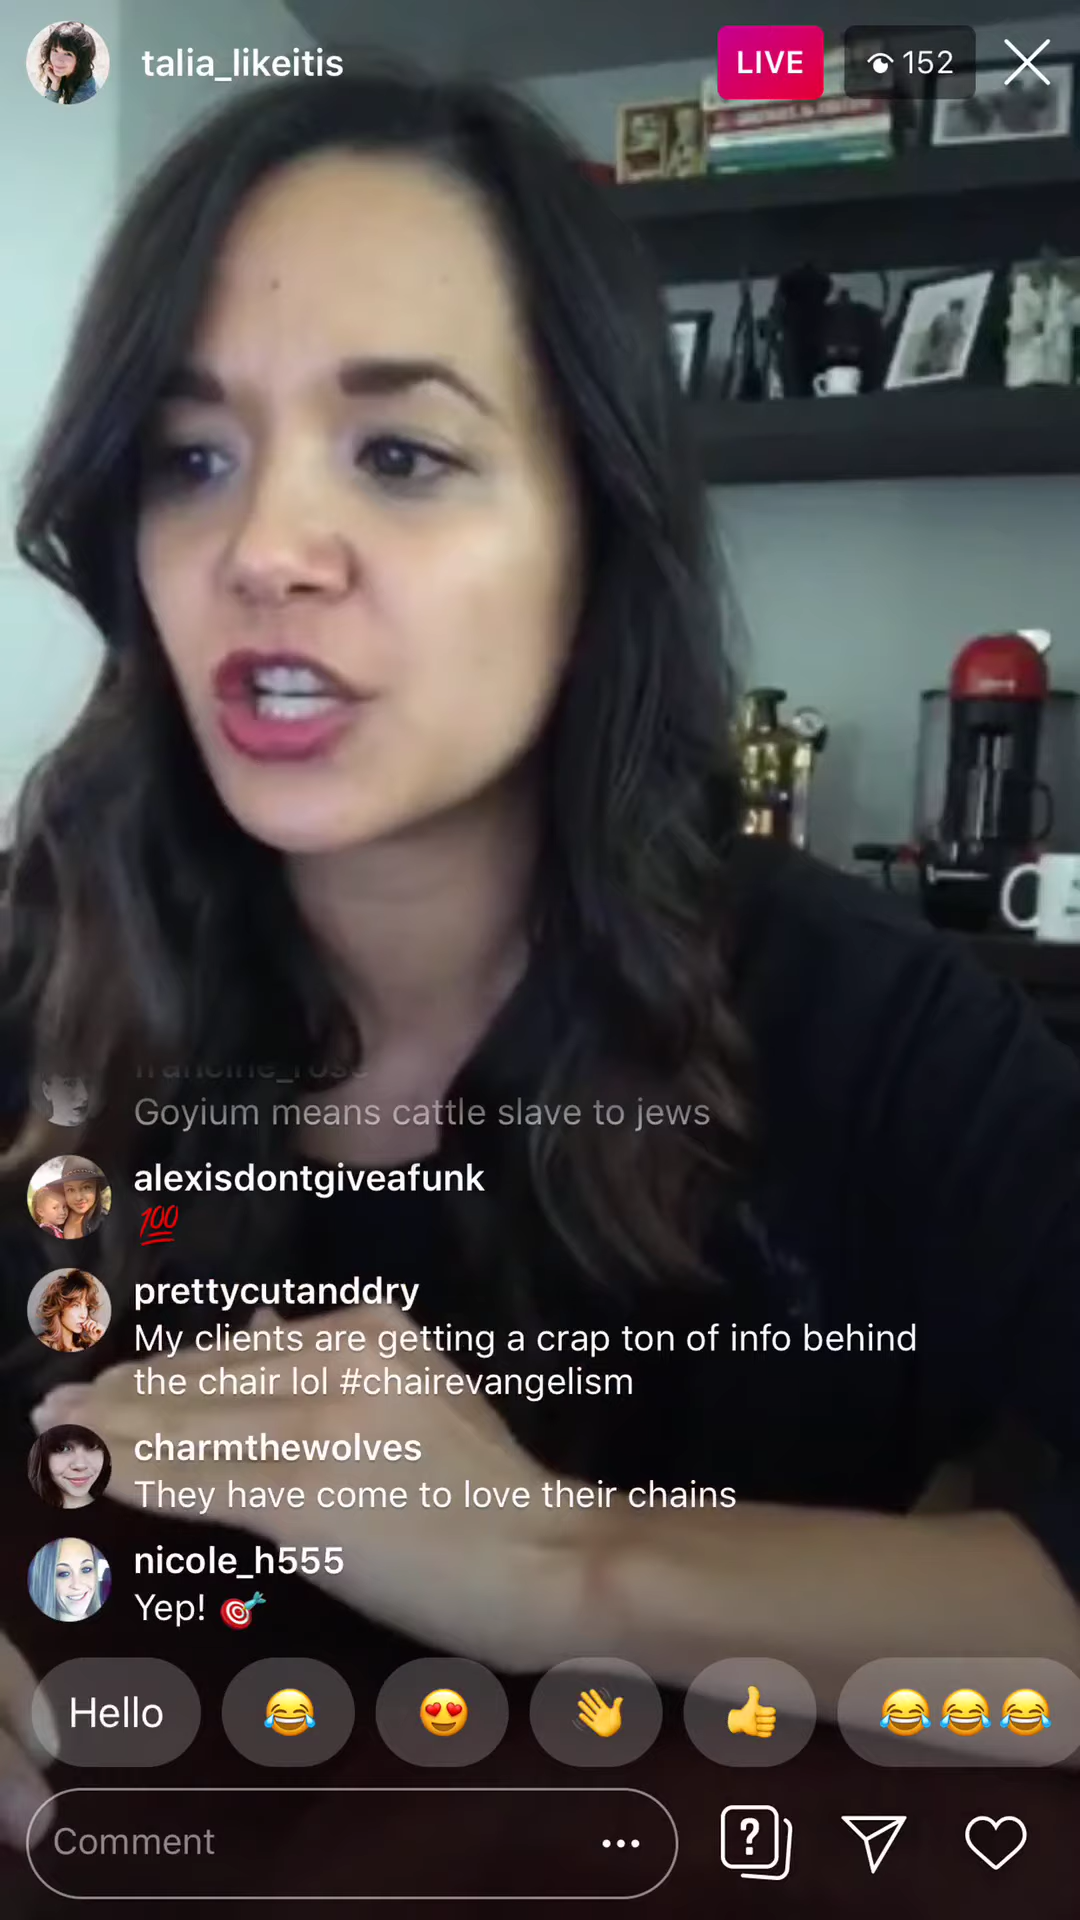 talia_likeitis
LIVE
152
francine_rose
Goyium means cattle slave to jews
alexisdontgiveafunk
💯
prettycutanddry
My clients are getting a crap ton of info behind
the chair lol #chairevangelism
charmthewolves
They have come to love their chains
nicole_h555
Yep! 🎯
Hello
Comment